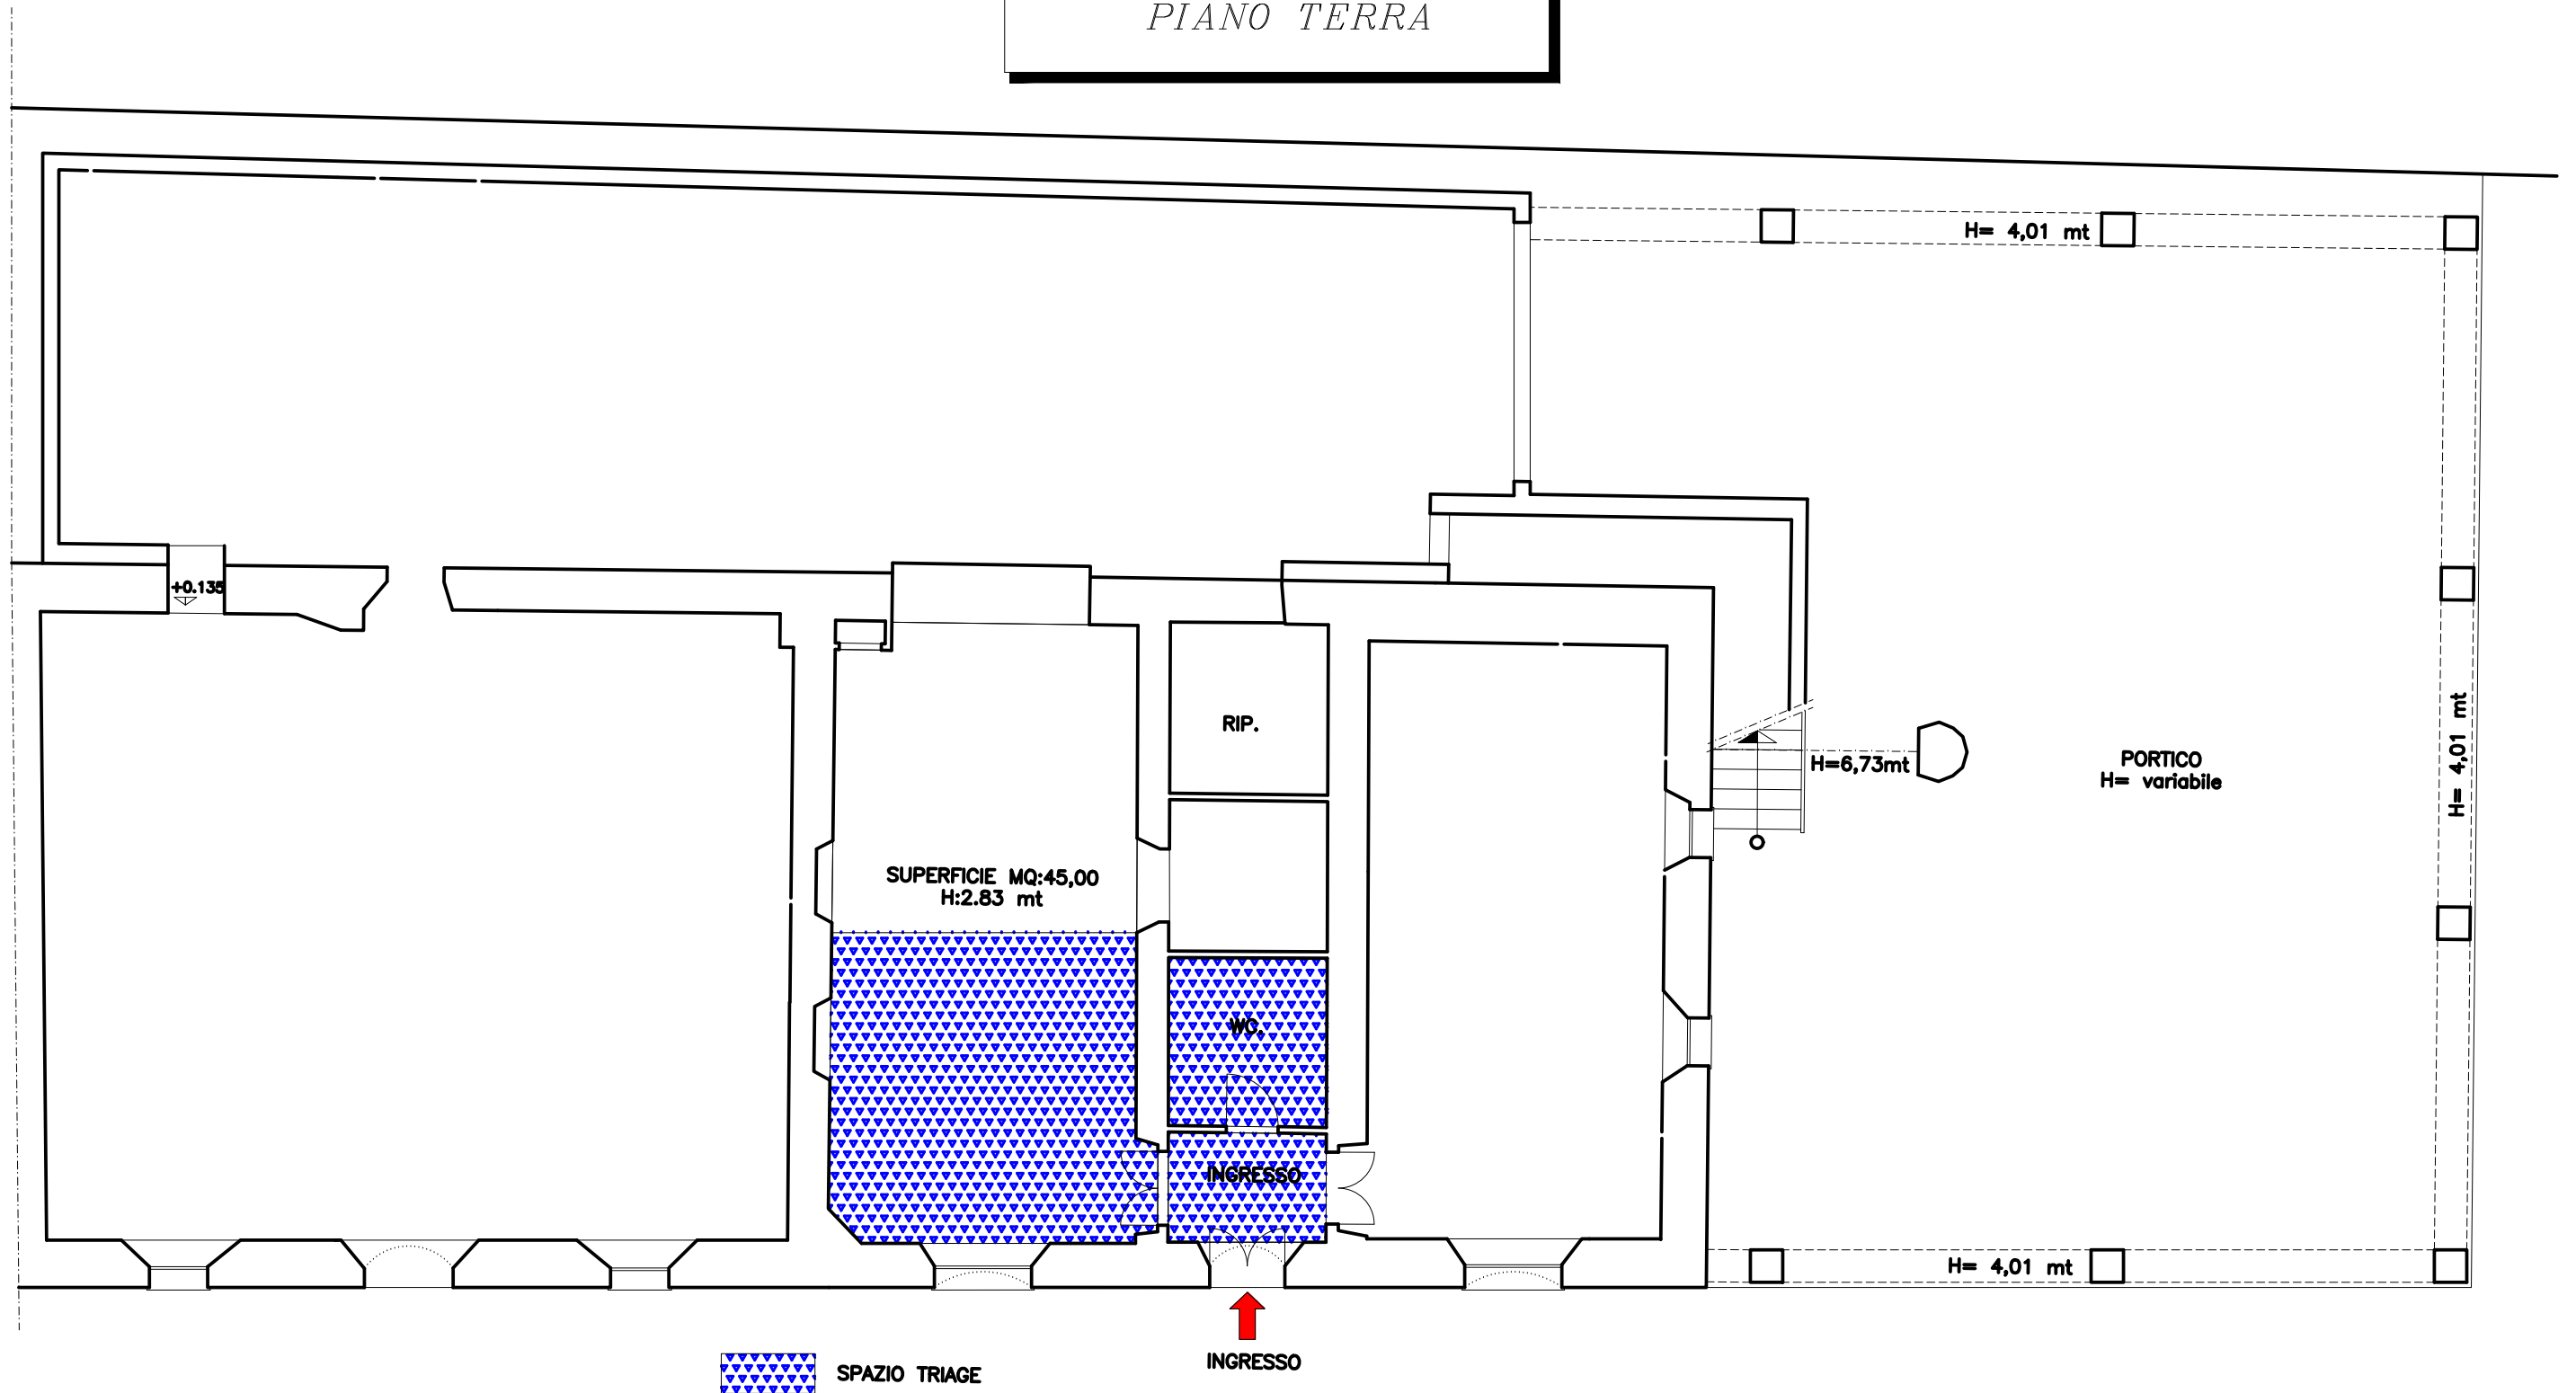 PIANO TERRA
H= 4,01 mt
+0.135
RIP.
H= 4,01 mt
H=6,73mt
PORTICO
H= variabile
SUPERFICIE MQ:45,00
H:2.83 mt
WC.
INGRESSO
H= 4,01 mt
INGRESSO
SPAZIO TRIAGE